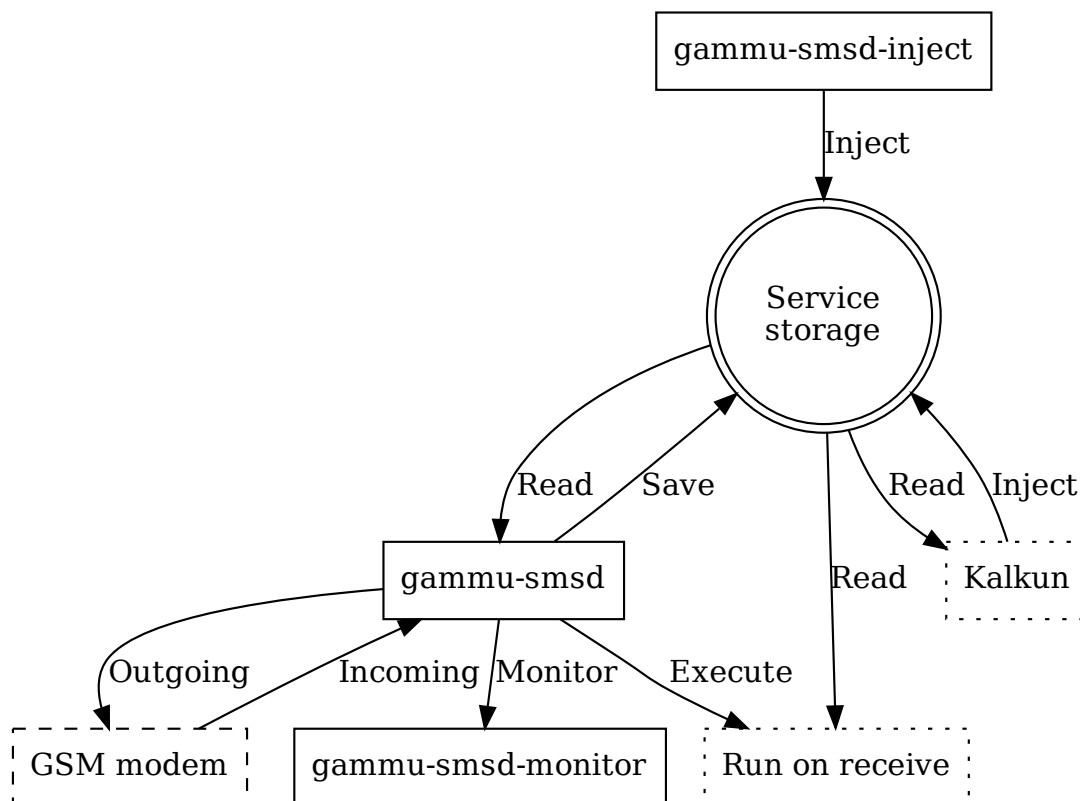 gammu-smsd-inject
Inject
Service
storage
Read
Save
Read
Inject
gammu-smsd
Read
Kalkun
Outgoing
Incoming
Monitor
Execute
GSM modem
gammu-smsd-monitor
Run on receive